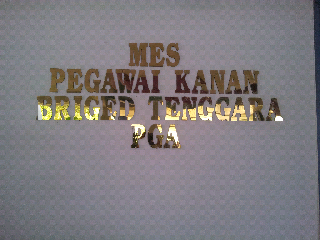 MES
PEGAWAI KANAN
BRIGED TENGGARA
PGA